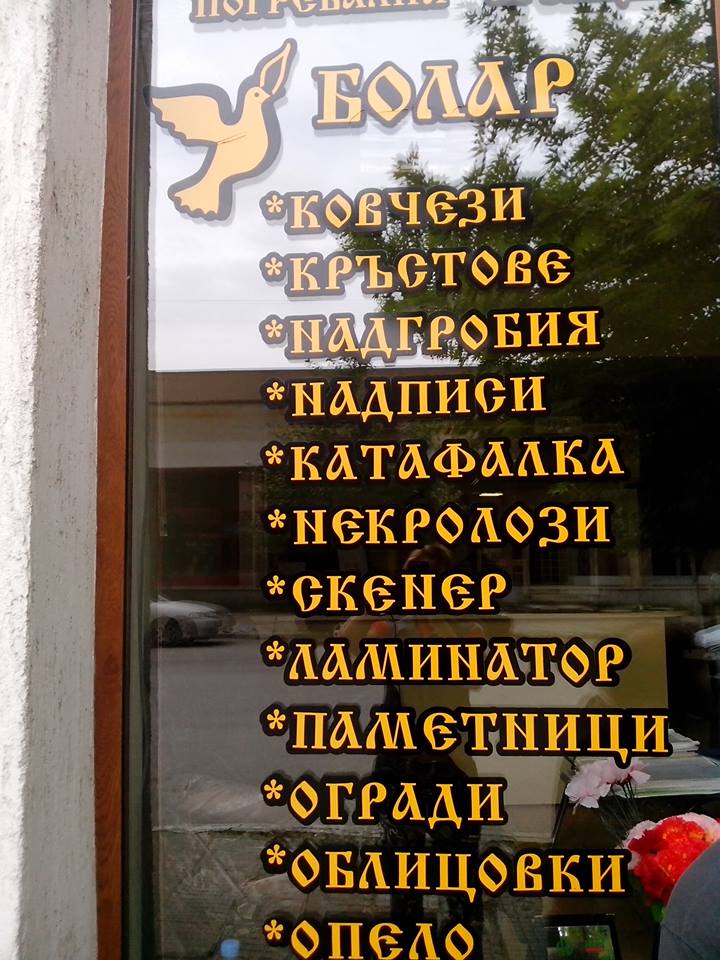 БОЛАР
*КОВЧЕЗИ
*КРЪСТОВЕ
*НАДГРОБИЯ
*НАДПИСИ
*КАТАФАЛКА
*НЕКРОЛОЗИ
*СКЕНЕР
*ЛАМИНАТОР
*ПАМЕТНИЦИ
*ОГРАДИ
*ОБЛИЦОВКИ
*ОПЕЛО